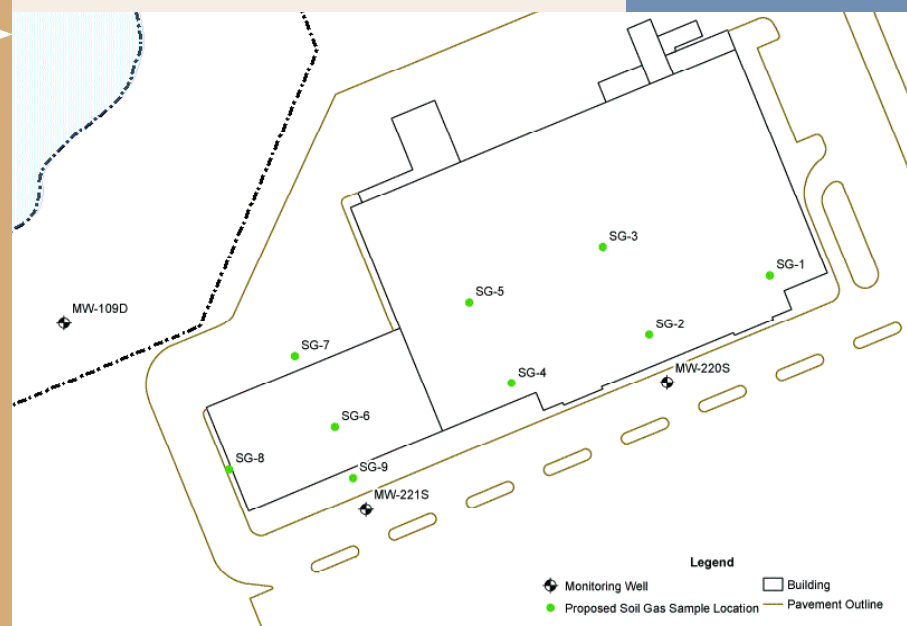 SG-3
SG-1
SG-5
MW-109D
SG-2
SG-7
MW-220S
SG-4
SG-6
SG-8
SG-9
MW-221S
Legend
Monitoring Well
Building
Proposed Soil Gas Sample Location
Pavement Outline